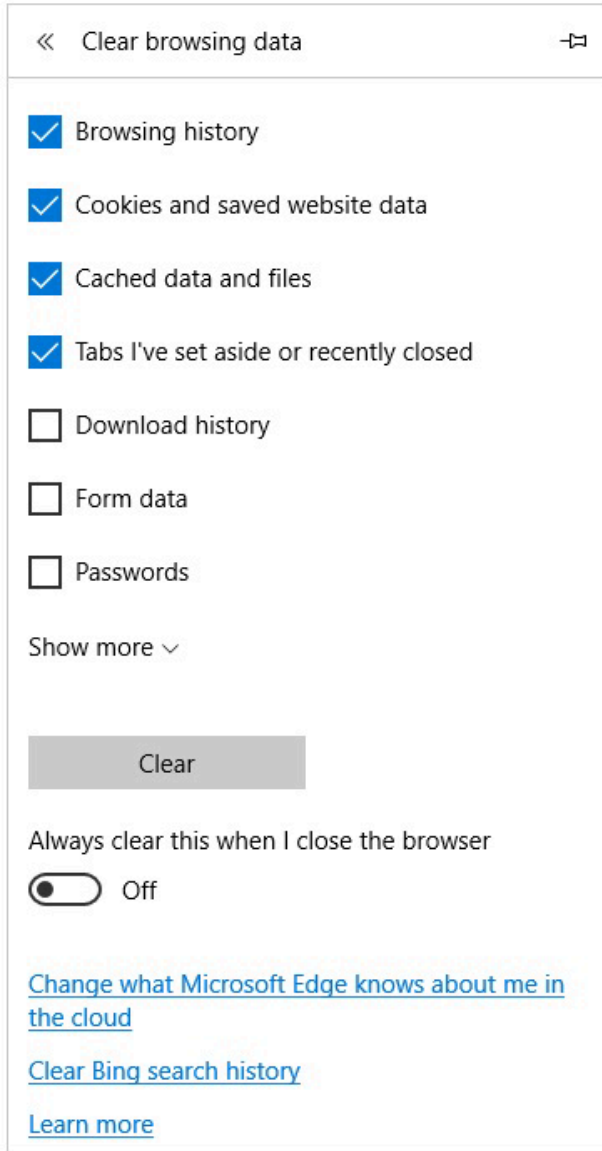 Clear browsing data
Browsing history
Cookies and saved website data
Cached data and files
Tabs I've set aside or recently closed
Download history
Form data
Passwords
Show more
Clear
Always clear this when I close the browser
Off
Change what Microsoft Edge knows about me in
the cloud
Clear Bing search history
Learn more